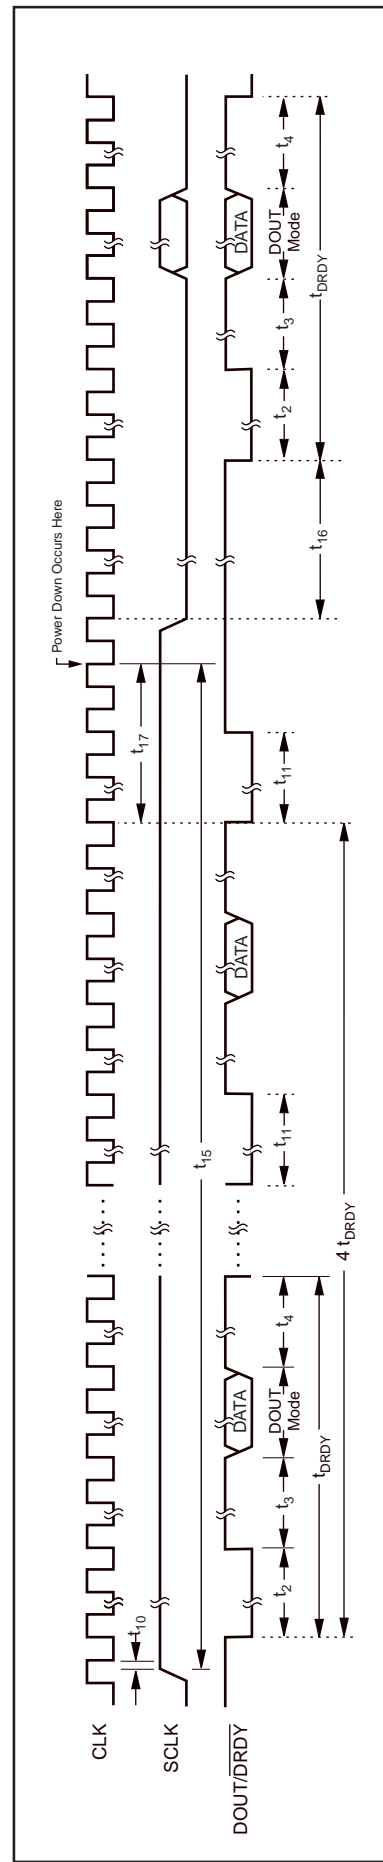 Power Down Occurs Here
CLK
t10
SCLK
t15
t17
DOUT/DRDY
DATA
DATA
DATA
t2
t3
DOUT
Mode
t4
t11
t11
t16
t2
t3
DOUT
Mode
t4
tDRDY
tDRDY
4 tDRDY